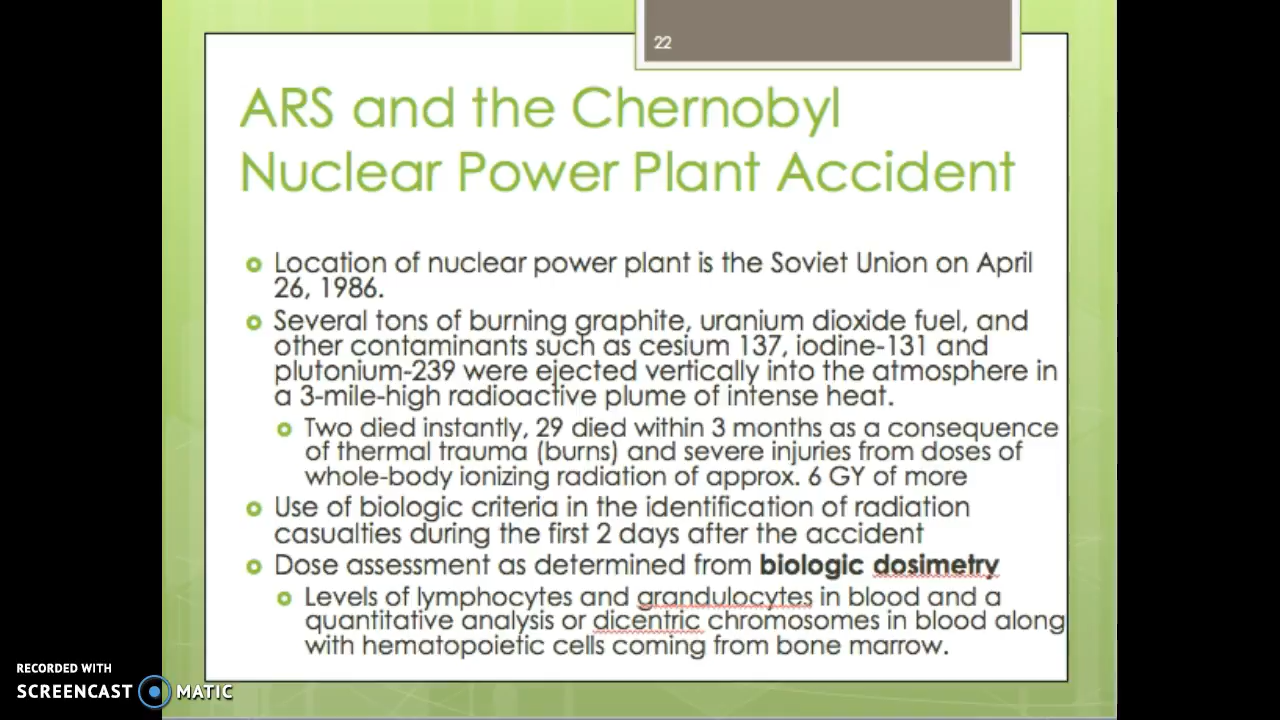 22
ARS and the Chernobyl
Nuclear Power Plant Accident
Location of nuclear power plant is the Soviet Union on April
26, 1986.
Several tons of burning graphite, uranium dioxide fuel, and
other contaminants such as cesium 137, iodine-131 and
plutonium-239 were ejected vertically into the atmosphere in
a 3-mile-high radioactive plume of intense heat.
Two died instantly, 29 died within 3 months as a consequence
of thermal trauma (burns) and severe injuries from doses of
whole-body ionizing radiation of approx. 6 GY of more
Use of biologic criteria in the identification of radiation
casualties during the first 2 days after the accident
Dose assessment as determined from biologic dosimetry
Levels of lymphocytes and grandulocytes in blood and a
quantitative analysis or dicentric chromosomes in blood along
with hematopoietic cells coming from bone marrow.
RECORDED WITH
SCREENCAST MATIC